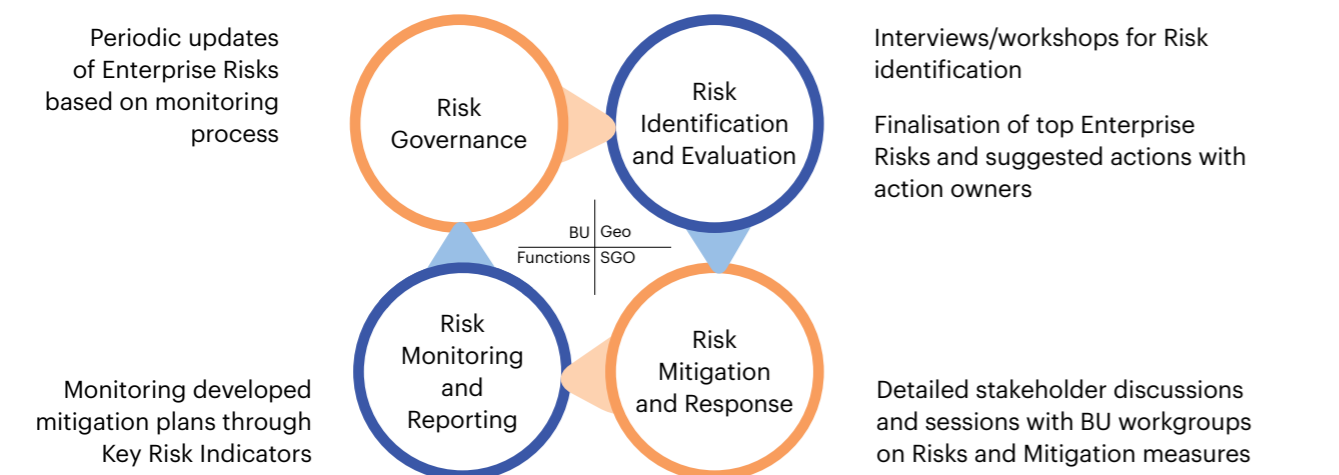 Periodic updates
of Enterprise Risks
based on monitoring
process
Risk
Governance
Risk
Identification
and Evaluation
Interviews/workshops for Risk
identification
Finalisation of top Enterprise
Risks and suggested actions with
action owners
BU Geo
Functions SGO
Monitoring developed
mitigation plans through
Key Risk Indicators
Risk
Monitoring
and
Reporting
Risk
Mitigation
and Response
Detailed stakeholder discussions
and sessions with BU workgroups
on Risks and Mitigation measures